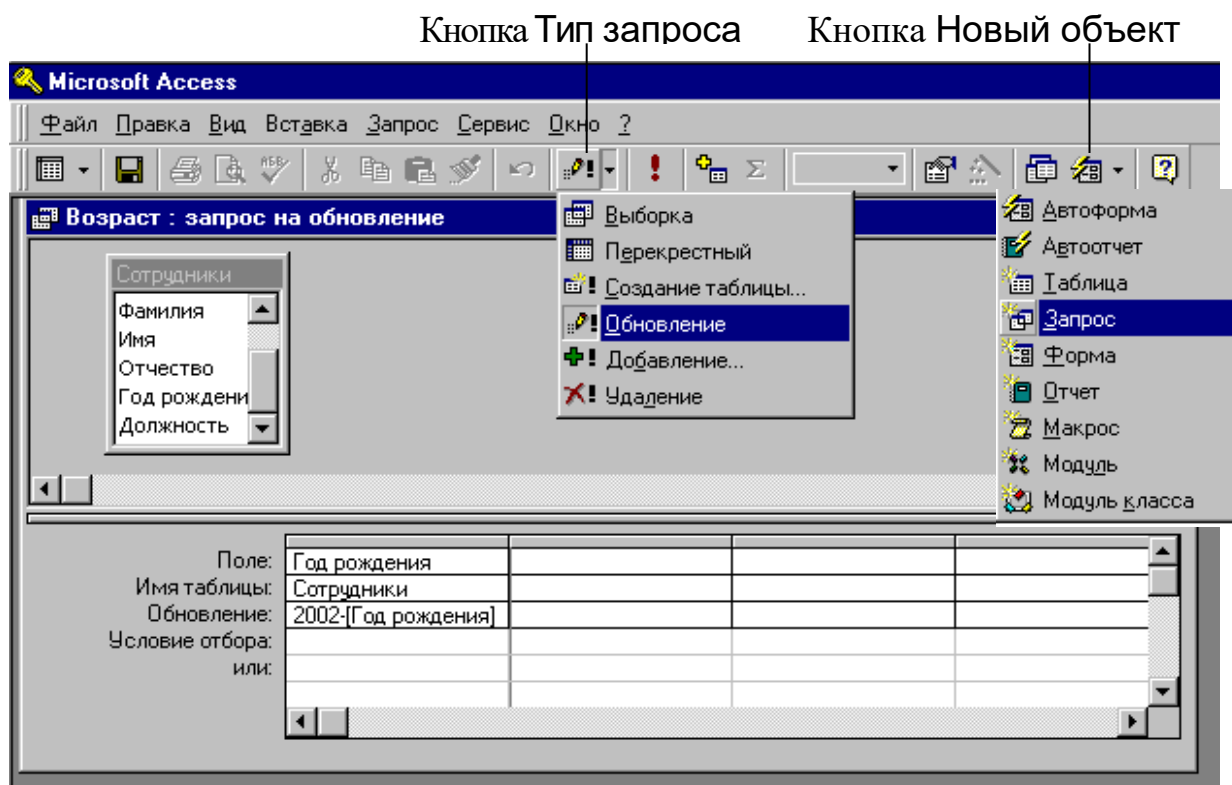 Кнопка Тип запроса Кнопка Новый объект
Microsoft Access
Файл Правка Вид Вставка Запрос Сервис Окно ?
Возраст : запрос на обновление
Сотрудники
Фамилия
Имя
Отчество
Год рождени
Должность
Выборка
Перекрестный
Создание таблицы...
Обновление
Добавление...
Удаление
Автоформа
Автоотчет
Таблица
Запрос
Форма
Отчет
Макрос
Модуль
Модуль класса
Поле: Год рождения
Имя таблицы: Сотрудники
Обновление: 2002-[Год рождения]
Условие отбора:
или: